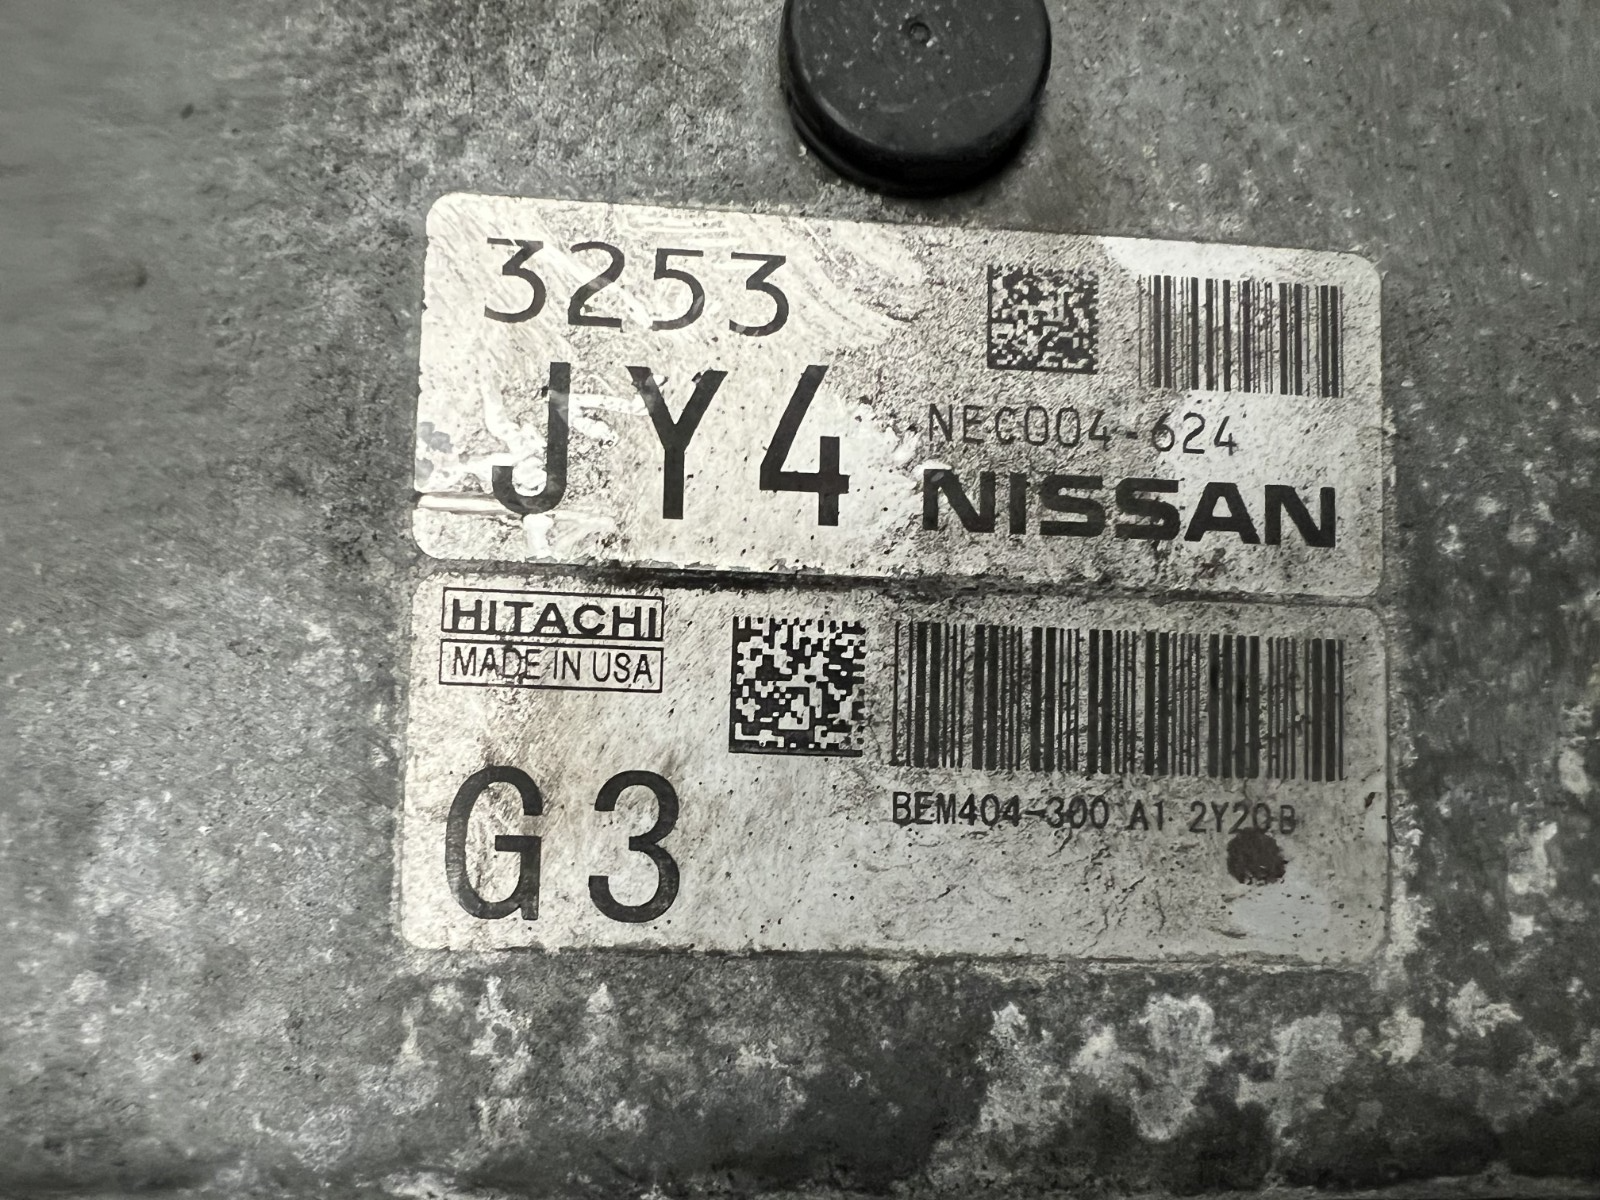 3253
JY4
NEC004-624
NISSAN
HITACHI
MADE IN USA
G3
BEM404-300 A1 2Y20B